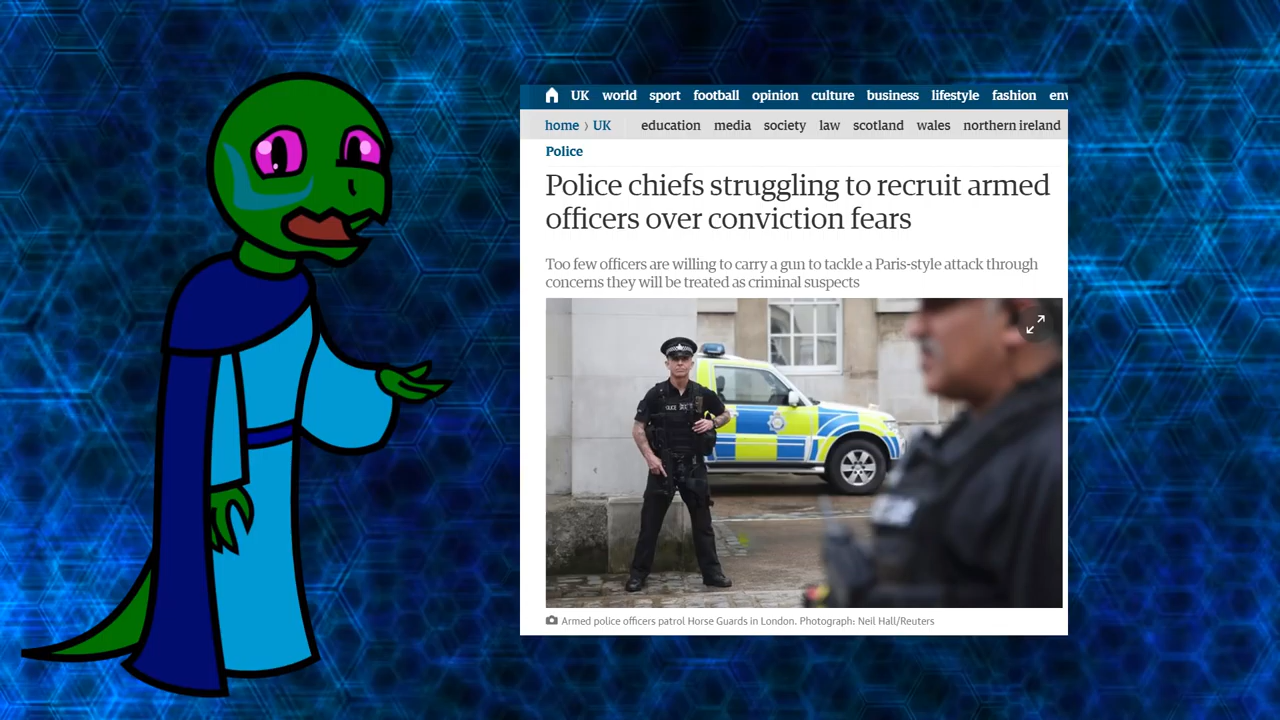 UK world sport football opinion culture business lifestyle fashion env
home › UK education media society law scotland wales northern ireland
Police
Police chiefs struggling to recruit armed
officers over conviction fears
Too few officers are willing to carry a gun to tackle a Paris-style attack through
concerns they will be treated as criminal suspects
Armed police officers patrol Horse Guards in London. Photograph: Neil Hall/Reuters